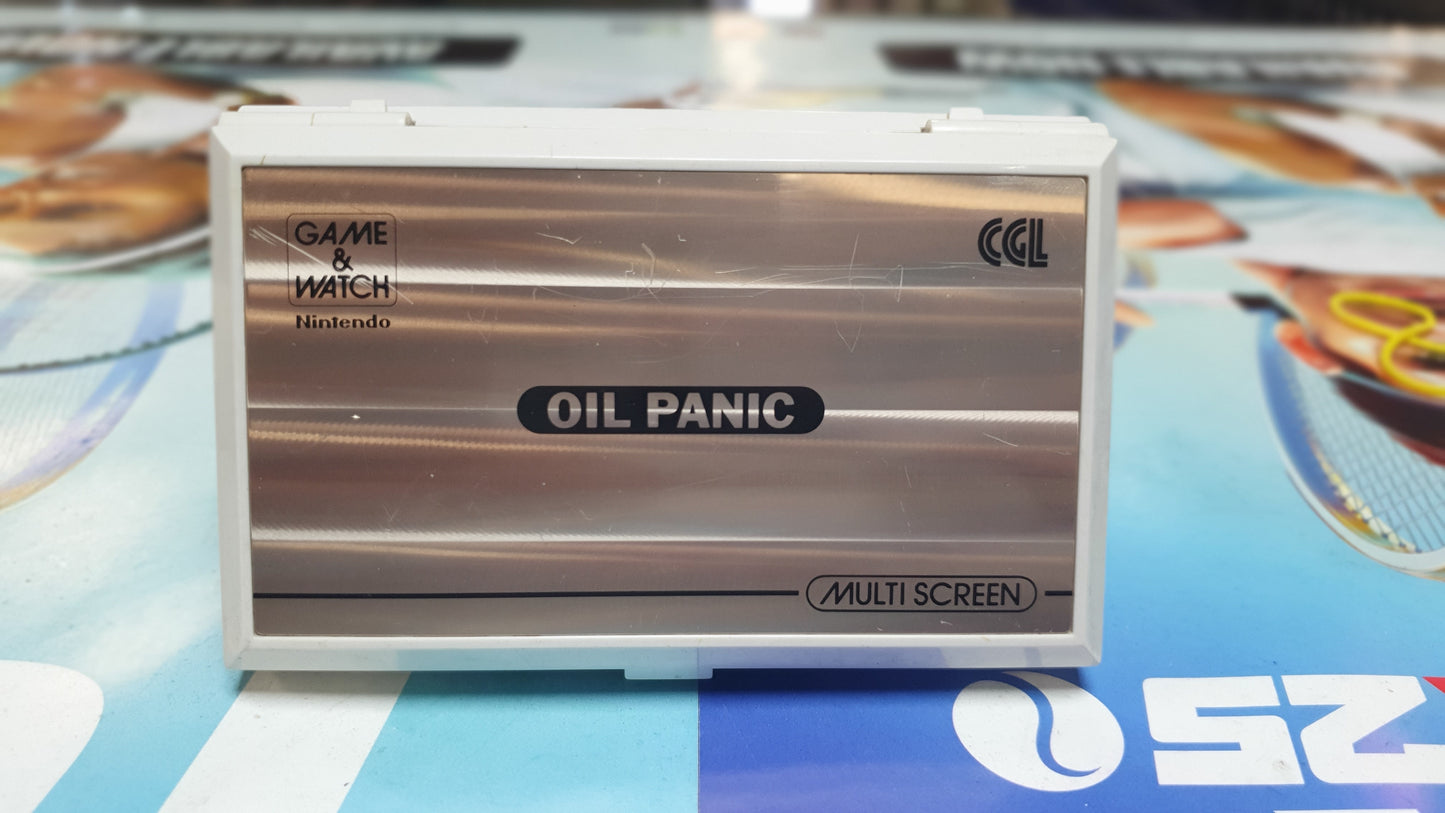 GAME
&
WATCH
Nintendo
CGL
OIL PANIC
MULTI SCREEN